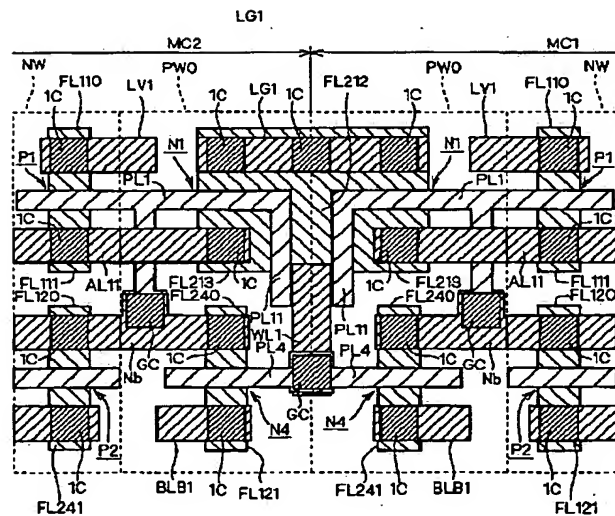 LG1
MC2 MC1
NW PW0 PW0 NW
FL110 LV1 LG1 1C FL212 LV1 FL110
1C 1C 1C 1C
P1 N1 PL1 N1 PL1 P1
1C 1C
FL111 AL11 FL213 1C FL213 1C AL11 FL111
FL120 FL240 PL11 WL1 PL11 FL240 FL120
1C GC 1C PL4 PL4 1C GC 1C
Nb GC Nb
P2 N4 N4 P2
1C BLB1 1C 1C BLB1 1C
FL241 FL121 FL241 FL121